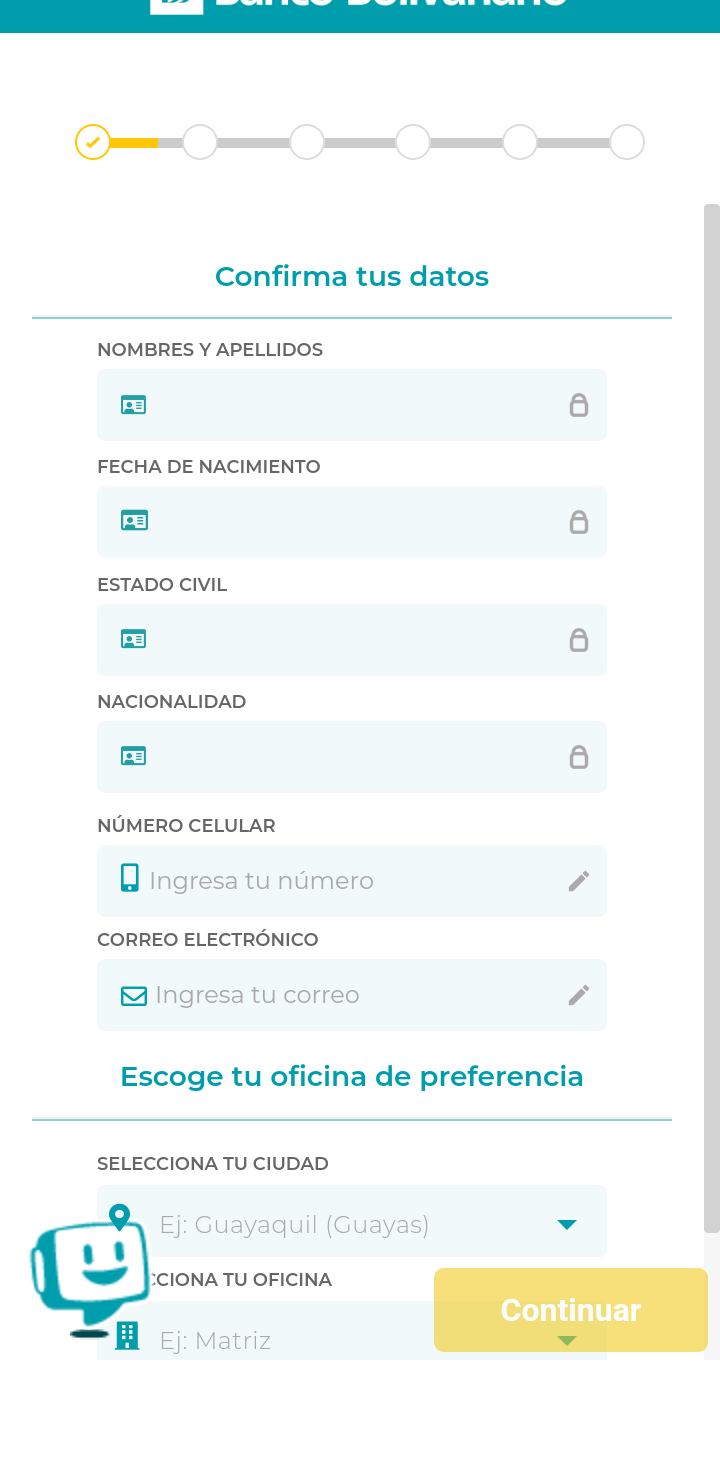 Banco Bolivariano
Confirma tus datos
NOMBRES Y APELLIDOS
FECHA DE NACIMIENTO
ESTADO CIVIL
NACIONALIDAD
NÚMERO CELULAR
Ingresa tu número
CORREO ELECTRÓNICO
Ingresa tu correo
Escoge tu oficina de preferencia
SELECCIONA TU CIUDAD
Ej: Guayaquil (Guayas)
CCIONA TU OFICINA
Continuar
Ej: Matriz